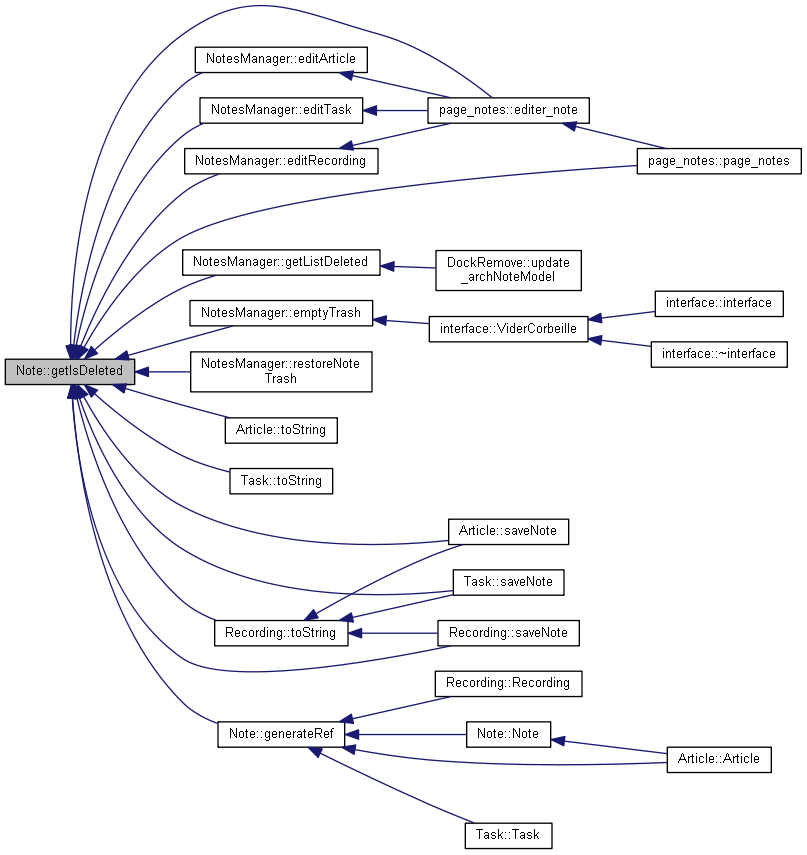 NotesManager::editArticle
NotesManager::editTask
page_notes::editer_note
NotesManager::editRecording
page_notes::page_notes
NotesManager::getListDeleted
DockRemove::update
_archNoteModel
NotesManager::emptyTrash
interface::ViderCorbeille
interface::interface
interface::~interface
Note::getIsDeleted
NotesManager::restoreNote
Trash
Article::toString
Task::toString
Article::saveNote
Task::saveNote
Recording::toString
Recording::saveNote
Recording::Recording
Note::generateRef
Note::Note
Article::Article
Task::Task